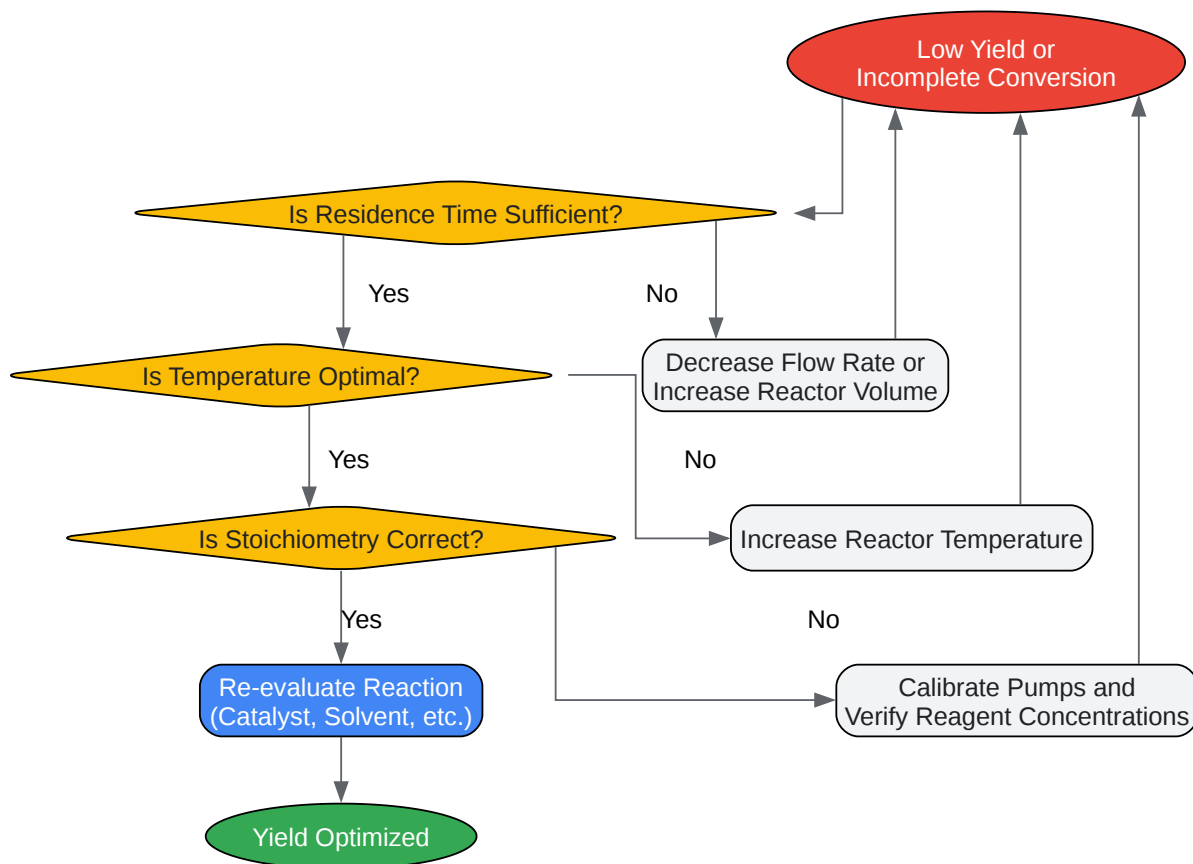 Low Yield or
Incomplete Conversion
Is Residence Time Sufficient?
Yes
No
Decrease Flow Rate or
Increase Reactor Volume
Is Temperature Optimal?
Yes
No
Is Stoichiometry Correct?
Increase Reactor Temperature
Yes
No
Re-evaluate Reaction
(Catalyst, Solvent, etc.)
Calibrate Pumps and
Verify Reagent Concentrations
Yield Optimized